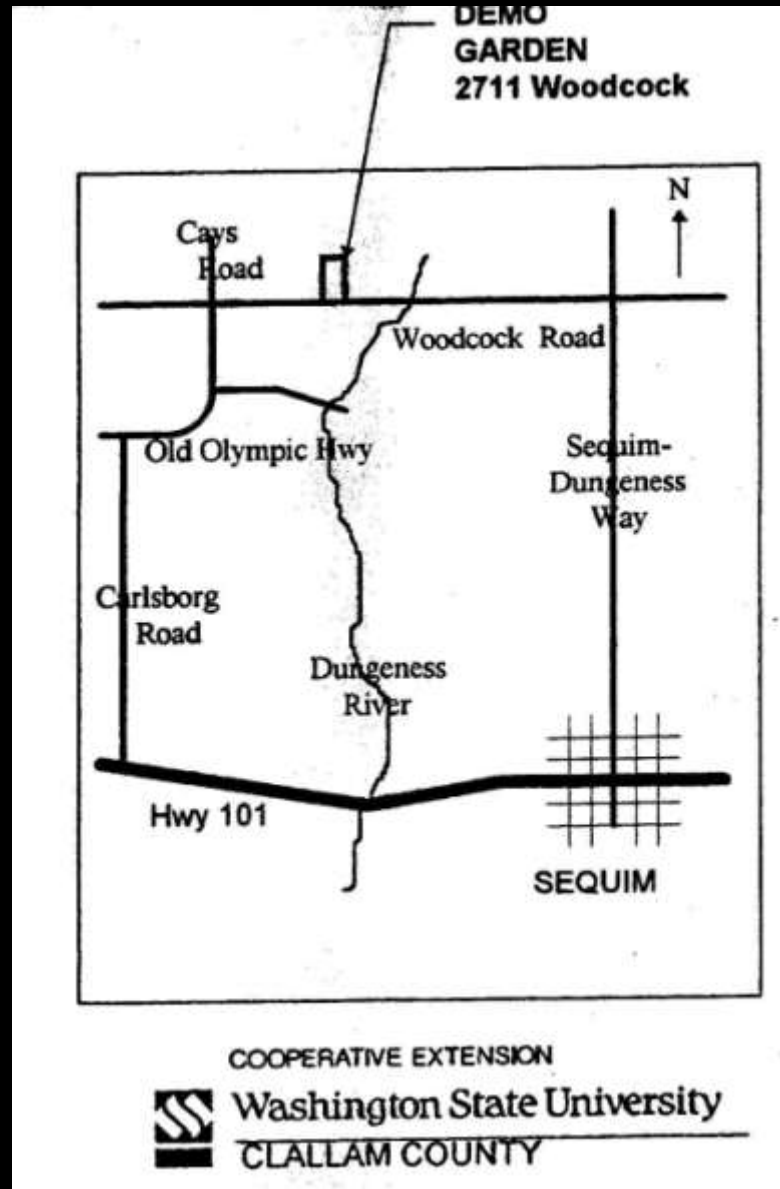 DEMO
GARDEN
2711 Woodcock
N
Cays
Road
Woodcock Road
Old Olympic Hwy
Sequim-
Dungeness
Way
Carlsborg
Road
Dungeness
River
Hwy 101
SEQUIM
COOPERATIVE EXTENSION
Washington State University
CLALLAM COUNTY